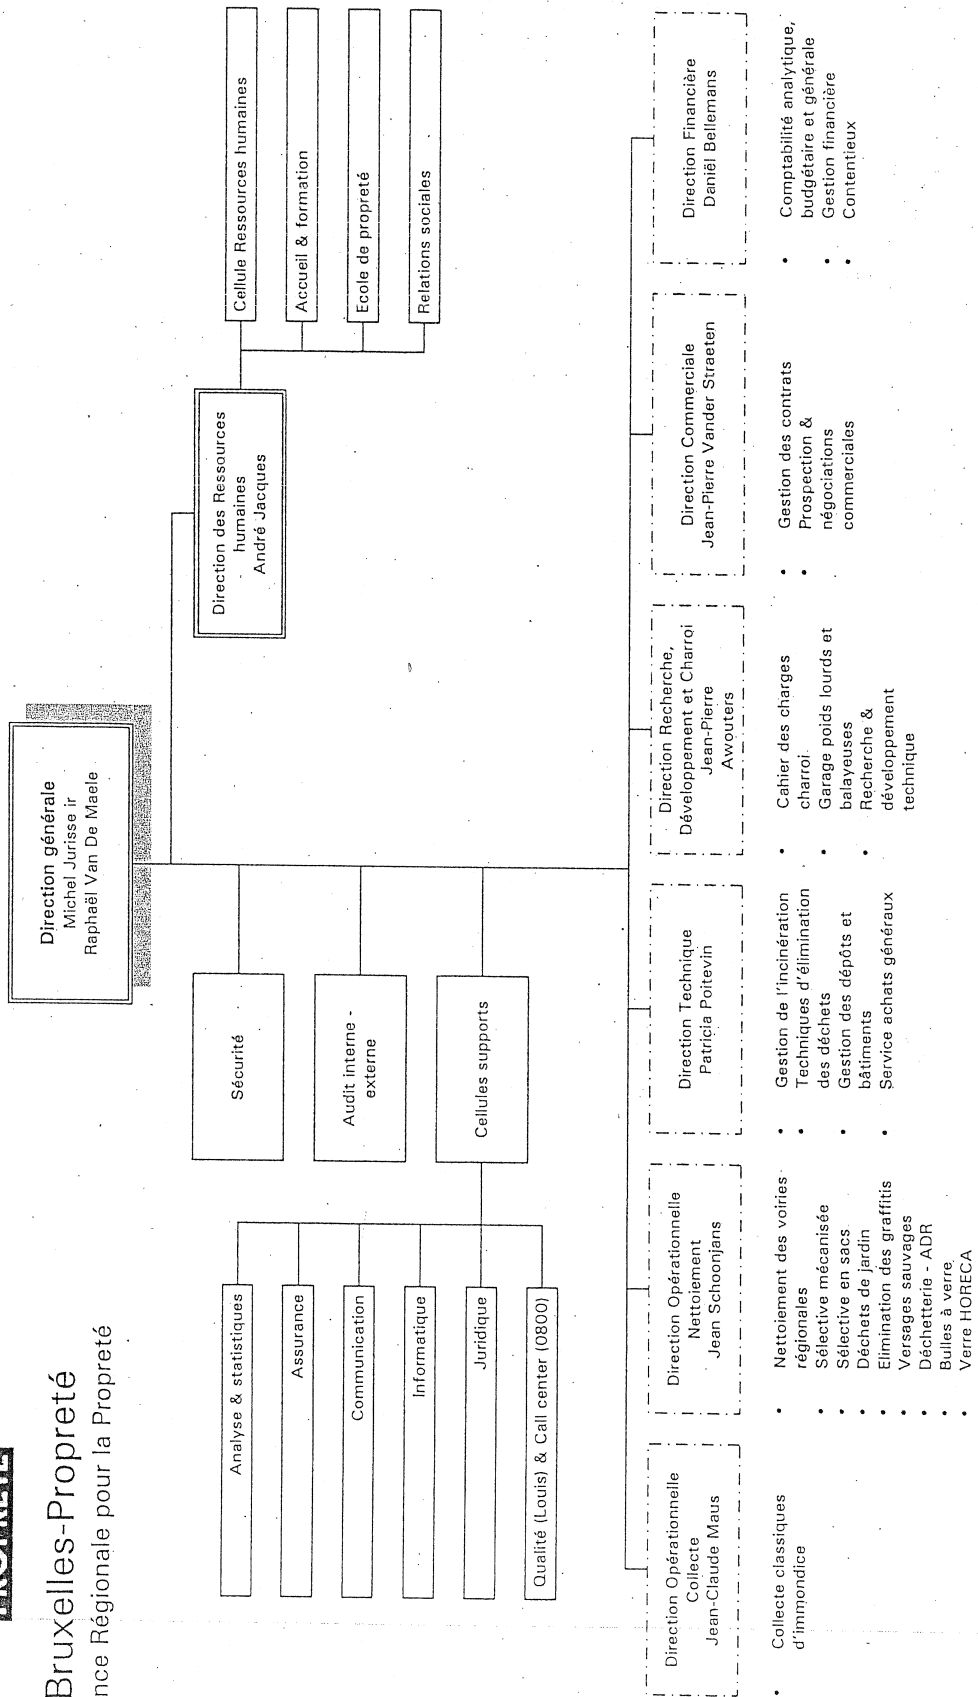 Bruxelles-Propreté
nce Régionale pour la Propreté
Direction générale
Michel Jurisse ir
Raphaël Van De Maele
Sécurité
Audit interne -
externe
Cellules supports
Analyse & statistiques
Assurance
Communication
Informatique
Juridique
Qualité (Louis) & Call center (0800)
Direction des Ressources
humaines
André Jacques
Cellule Ressources humaines
Accueil & formation
Ecole de propreté
Relations sociales
Direction Opérationnelle
Collecte
Jean-Claude Maus
• Collecte classiques
d'immondice
Direction Opérationnelle
Nettoiement
Jean Schoonjans
• Nettoiement des voiries
régionales
• Sélective mécanisée
• Sélective en sacs
• Déchets de jardin
• Elimination des graffitis
• Versages sauvages
• Déchetterie - ADR
• Bulles à verre
• Verre HORECA
Direction Technique
Patricia Poitevin
• Gestion de l'incinération
• Techniques d'élimination
des déchets
• Gestion des dépôts et
bâtiments
• Service achats généraux
Direction Recherche,
Développement et Charroi
Jean-Pierre
Awouters
• Cahier des charges
charroi
• Garage poids lourds et
balayeuses
• Recherche &
développement
technique
Direction Commerciale
Jean-Pierre Vander Straeten
• Gestion des contrats
• Prospection &
négociations
commerciales
Direction Financière
Daniël Bellemans
• Comptabilité analytique,
budgétaire et générale
• Gestion financière
• Contentieux